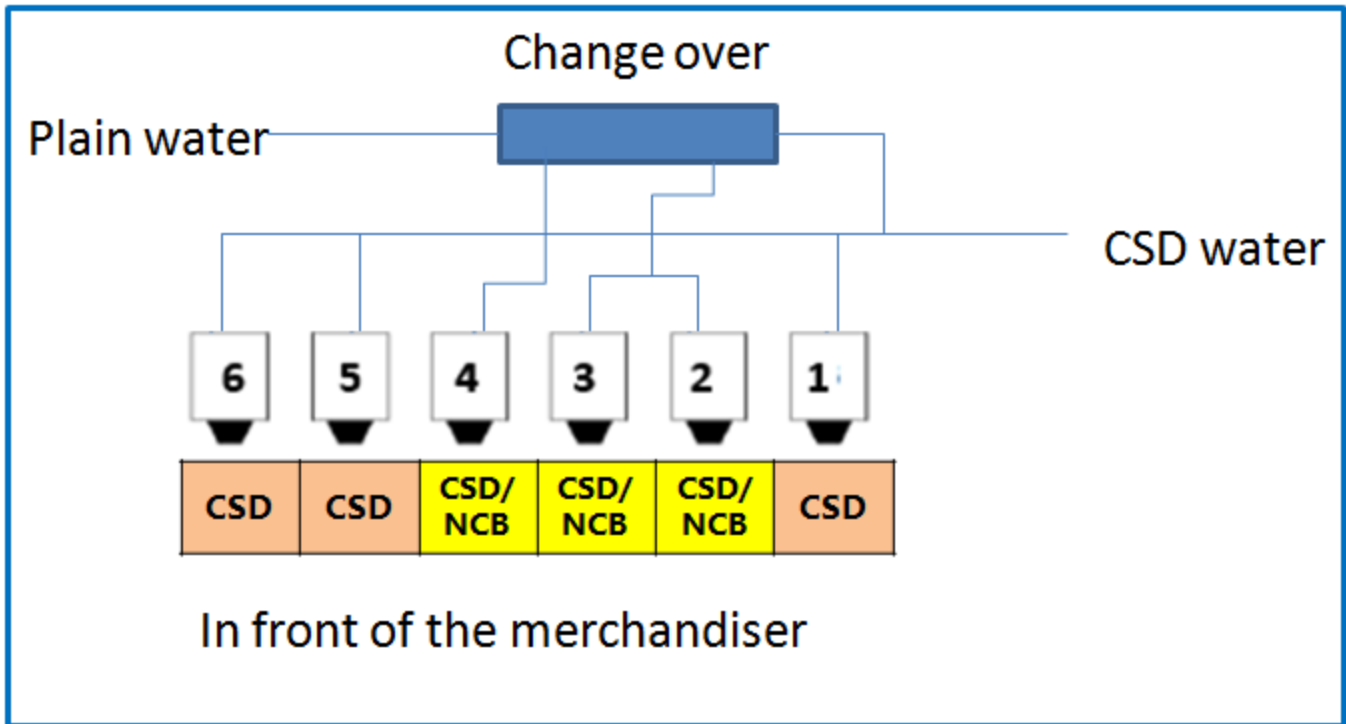 Change over
Plain water
CSD water
6 5 4 3 2 1
CSD CSD CSD/ CSD/ CSD/ CSD
NCB NCB NCB
In front of the merchandiser